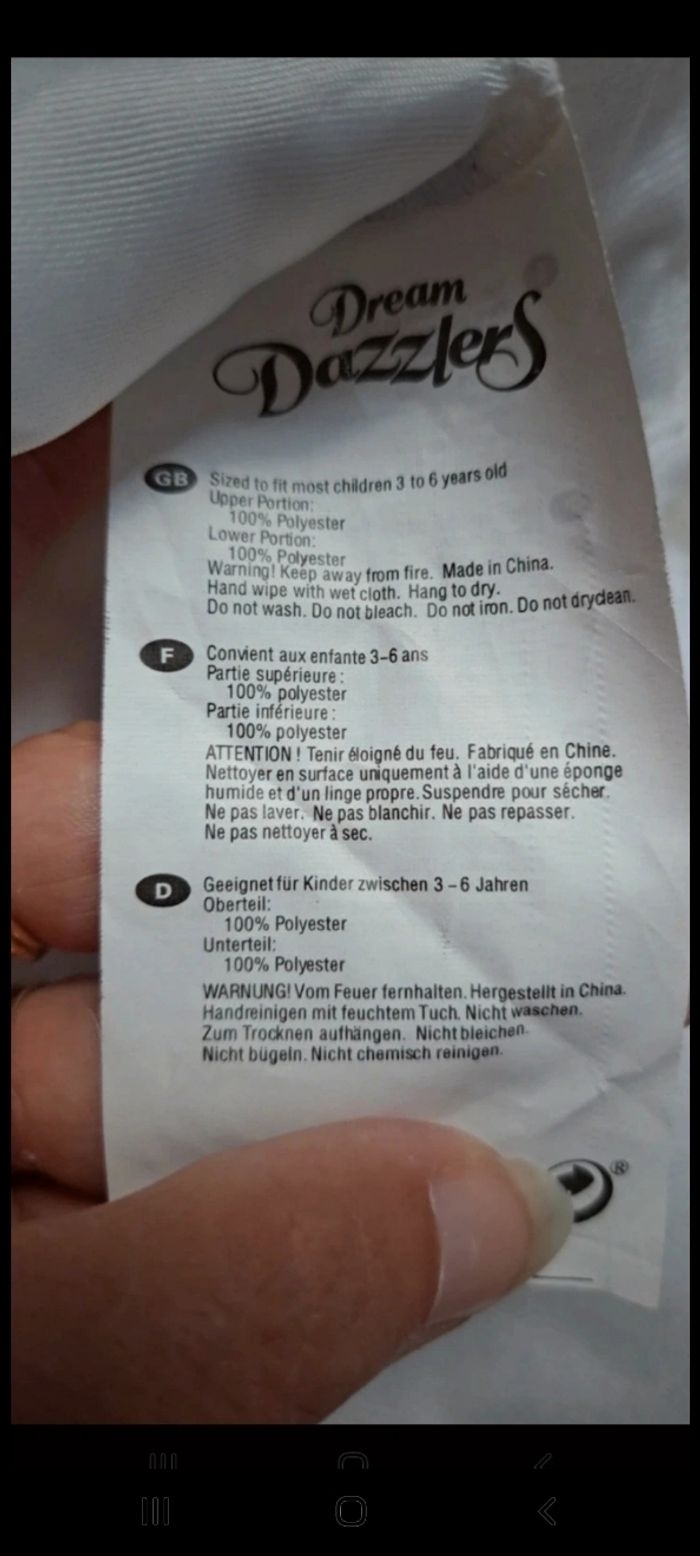 Dream
Dazzlers
GB Sized to fit most children 3 to 6 years old
Upper Portion:
100% Polyester
Lower Portion:
100% Polyester
Warning! Keep away from fire. Made in China.
Hand wipe with wet cloth. Hang to dry.
Do not wash. Do not bleach. Do not iron. Do not dryclean.
F Convient aux enfante 3-6 ans
Partie supérieure :
100% polyester
Partie inférieure :
100% polyester
ATTENTION ! Tenir éloigné du feu. Fabriqué en Chine.
Nettoyer en surface uniquement à l'aide d'une éponge
humide et d'un linge propre. Suspendre pour sécher.
Ne pas laver. Ne pas blanchir. Ne pas repasser.
Ne pas nettoyer à sec.
D Geeignet für Kinder zwischen 3 – 6 Jahren
Oberteil:
100% Polyester
Unterteil:
100% Polyester
WARNUNG! Vom Feuer fernhalten. Hergestellt in China.
Handreinigen mit feuchtem Tuch. Nicht waschen.
Zum Trocknen aufhängen. Nicht bleichen.
Nicht bügeln. Nicht chemisch reinigen.
®